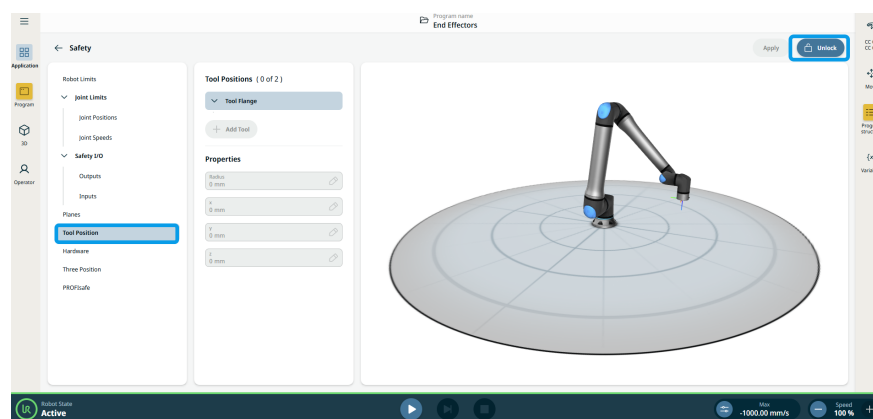 Program name
End Effectors
Safety
Apply
Unlock
Application
Program
3D
Operator
Robot Limits
Joint Limits
Joint Positions
Joint Speeds
Safety I/O
Outputs
Inputs
Planes
Tool Position
Hardware
Three Position
PROFIsafe
Tool Positions ( 0 of 2 )
Tool Flange
Add Tool
Properties
Radius
0 mm
X
0 mm
y
0 mm
Z
0 mm
Robot State
Active
Max
-1000.00 mm/s
Speed
100 %